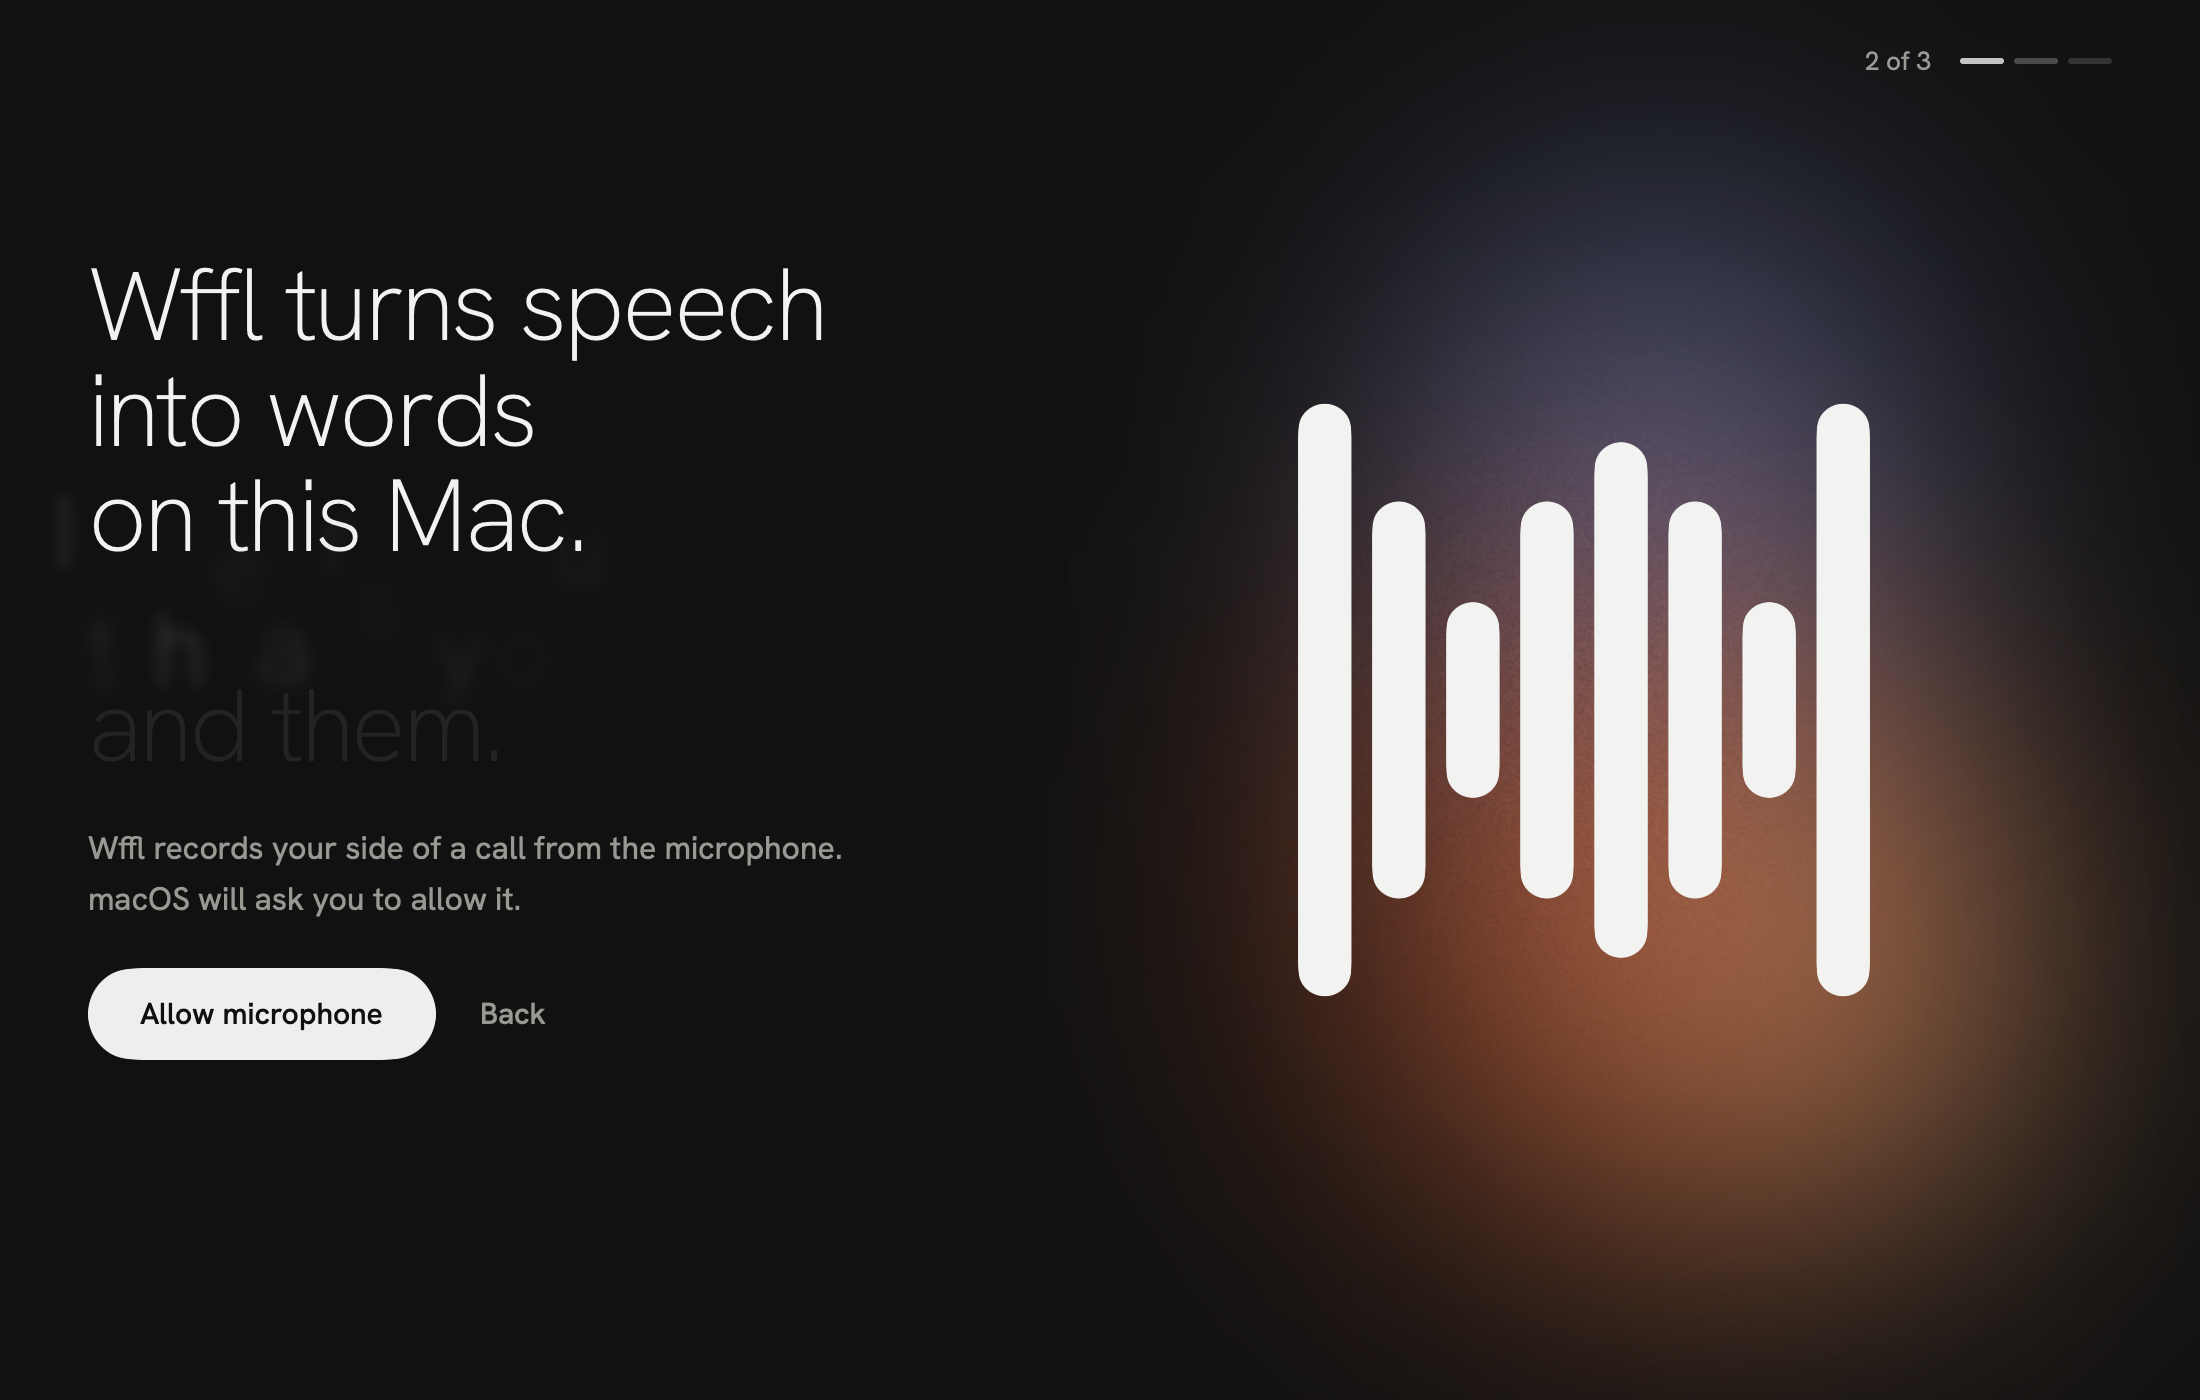 2 of 3
Wffl turns speech
into words
on this Mac.
and them.
Wffl records your side of a call from the microphone.
macOS will ask you to allow it.
Allow microphone
Back